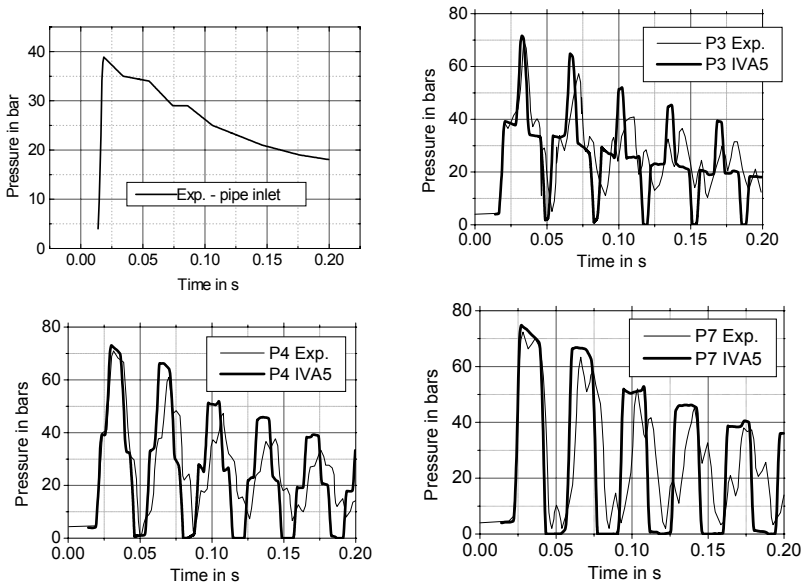 40
30
20
10
0
Pressure in bar
Exp. - pipe inlet
0.00 0.05 0.10 0.15 0.20
Time in s
80
60
40
20
0
Pressure in bars
P3 Exp.
P3 IVA5
0.00 0.05 0.10 0.15 0.20
Time in s
80
60
40
20
0
Pressure in bars
P4 Exp.
P4 IVA5
0.00 0.05 0.10 0.15 0.20
Time in s
80
60
40
20
0
Pressure in bars
P7 Exp.
P7 IVA5
0.00 0.05 0.10 0.15 0.20
Time in s